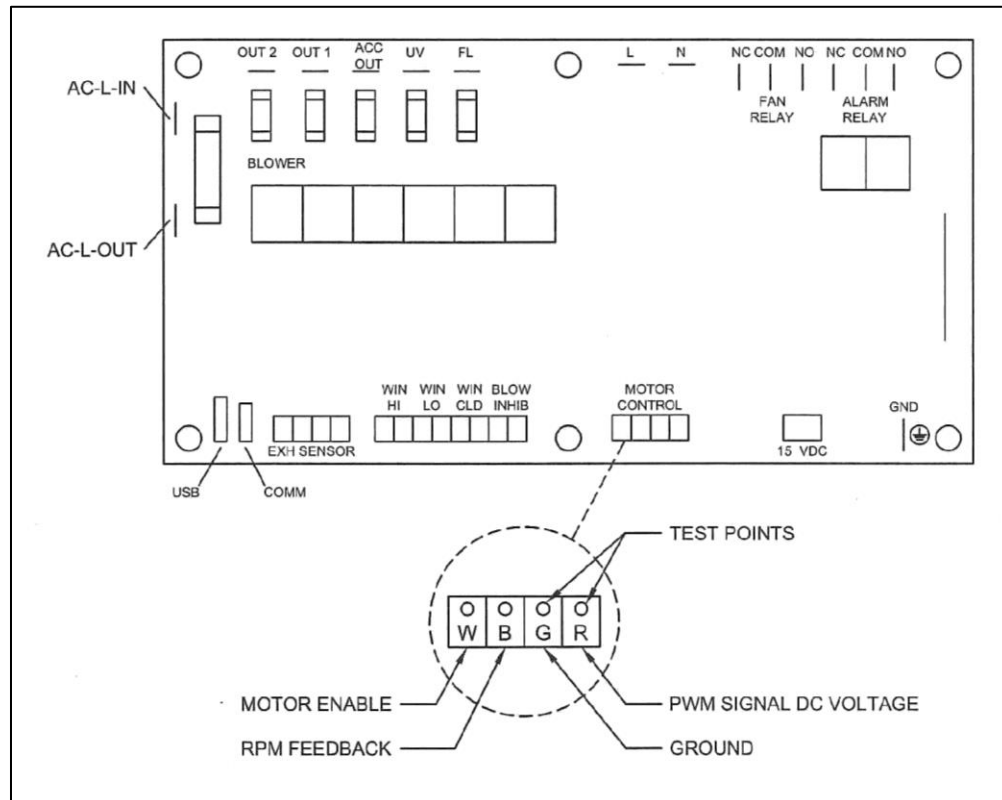 OUT 2 OUT 1 ACC OUT UV FL
L N
NC COM NO NC COM NO
FAN RELAY
ALARM RELAY
AC-L-IN
BLOWER
AC-L-OUT
WIN HI
WIN LO
WIN CLD
BLOW INHIB
MOTOR CONTROL
GND
EXH SENSOR
15 VDC
USB
COMM
TEST POINTS
W B G R
MOTOR ENABLE
PWM SIGNAL DC VOLTAGE
RPM FEEDBACK
GROUND